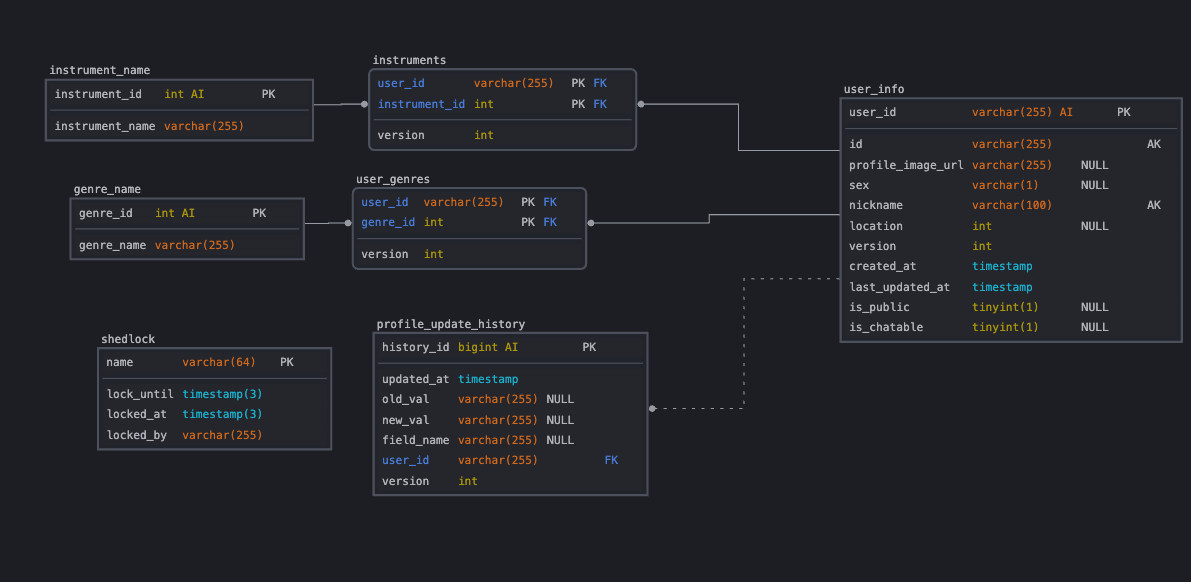 instrument_name
instrument_id int AI PK
instrument_name varchar(255)
instruments
user_id varchar(255) PK FK
instrument_id int PK FK
version int
user_info
user_id varchar(255) AI PK
id varchar(255) AK
profile_image_url varchar(255) NULL
sex varchar(1) NULL
nickname varchar(100) AK
location int NULL
version int
created_at timestamp
last_updated_at timestamp
is_public tinyint(1) NULL
is_chatable tinyint(1) NULL
genre_name
genre_id int AI PK
genre_name varchar(255)
user_genres
user_id varchar(255) PK FK
genre_id int PK FK
version int
shedlock
name varchar(64) PK
lock_until timestamp(3)
locked_at timestamp(3)
locked_by varchar(255)
profile_update_history
history_id bigint AI PK
updated_at timestamp
old_val varchar(255) NULL
new_val varchar(255) NULL
field_name varchar(255) NULL
user_id varchar(255) FK
version int